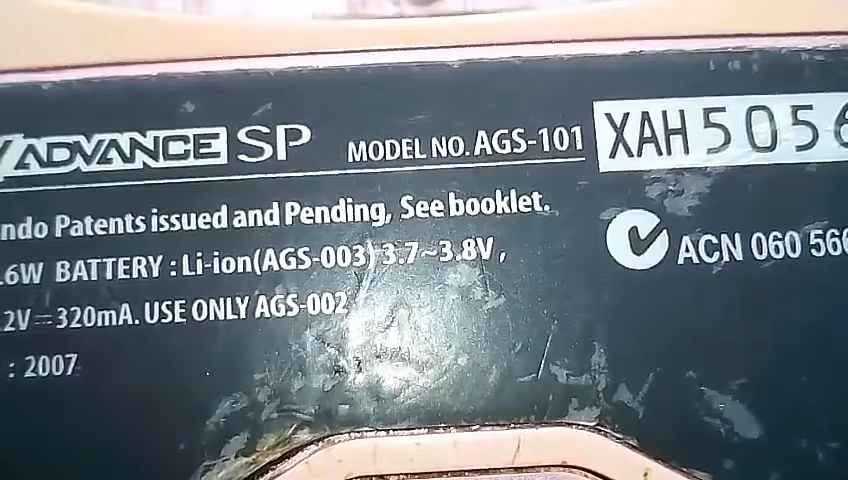 ADVANCE SP MODEL NO. AGS-101 XAH 5056
ndo Patents issued and Pending, See booklet.
.6W BATTERY : Li-ion(AGS-003) 3.7~3.8V,
ACN 060 566
2V⎓320mA. USE ONLY AGS-002
: 2007